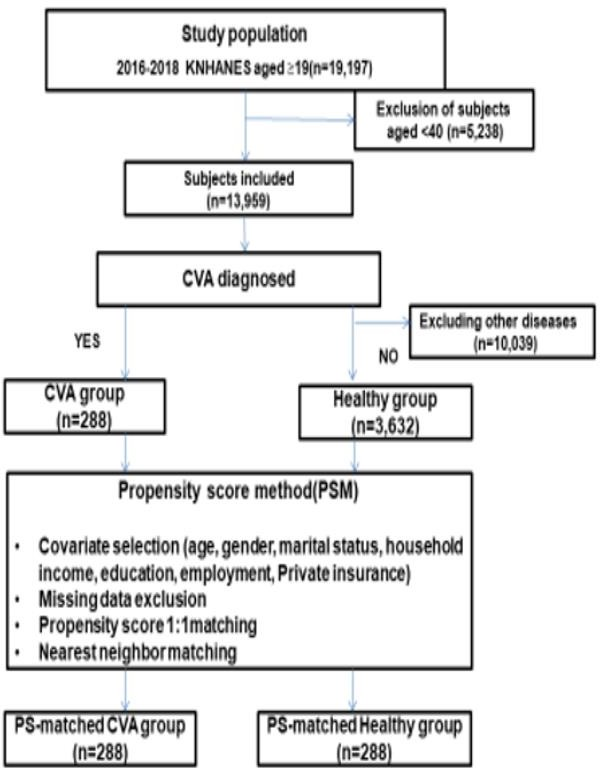 Study population
2016-2018 KNHANES aged ≥19(n=19,197)
Exclusion of subjects
aged <40 (n=5,238)
Subjects included
(n=13,959)
CVA diagnosed
Excluding other diseases
(n=10,039)
YES
NO
CVA group
(n=288)
Healthy group
(n=3,632)
Propensity score method(PSM)
• Covariate selection (age, gender, marital status, household
income, education, employment, Private insurance)
• Missing data exclusion
• Propensity score 1:1matching
• Nearest neighbor matching
PS-matched CVA group
(n=288)
PS-matched Healthy group
(n=288)